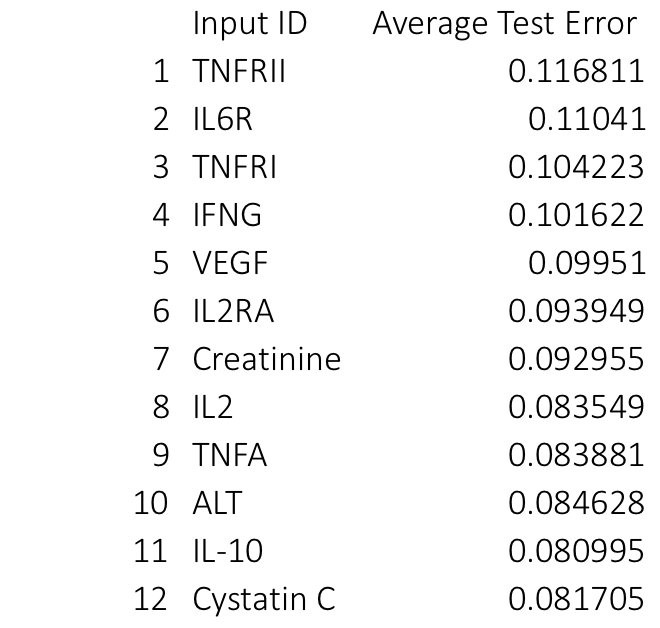 Input ID Average Test Error
1 TNFRII 0.116811
2 IL6R 0.11041
3 TNFRI 0.104223
4 IFNG 0.101622
5 VEGF 0.09951
6 IL2RA 0.093949
7 Creatinine 0.092955
8 IL2 0.083549
9 TNFA 0.083881
10 ALT 0.084628
11 IL-10 0.080995
12 Cystatin C 0.081705